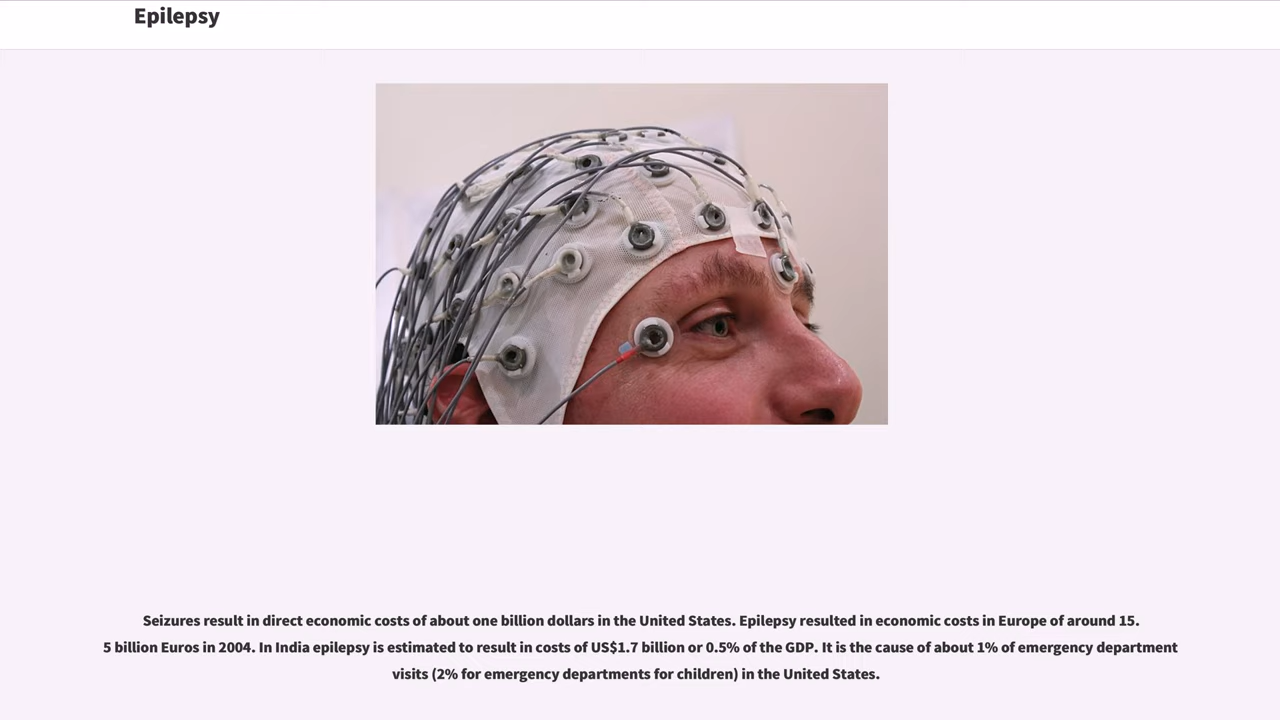 Epilepsy
Seizures result in direct economic costs of about one billion dollars in the United States. Epilepsy resulted in economic costs in Europe of around 15.
5 billion Euros in 2004. In India epilepsy is estimated to result in costs of US$1.7 billion or 0.5% of the GDP. It is the cause of about 1% of emergency department
visits (2% for emergency departments for children) in the United States.